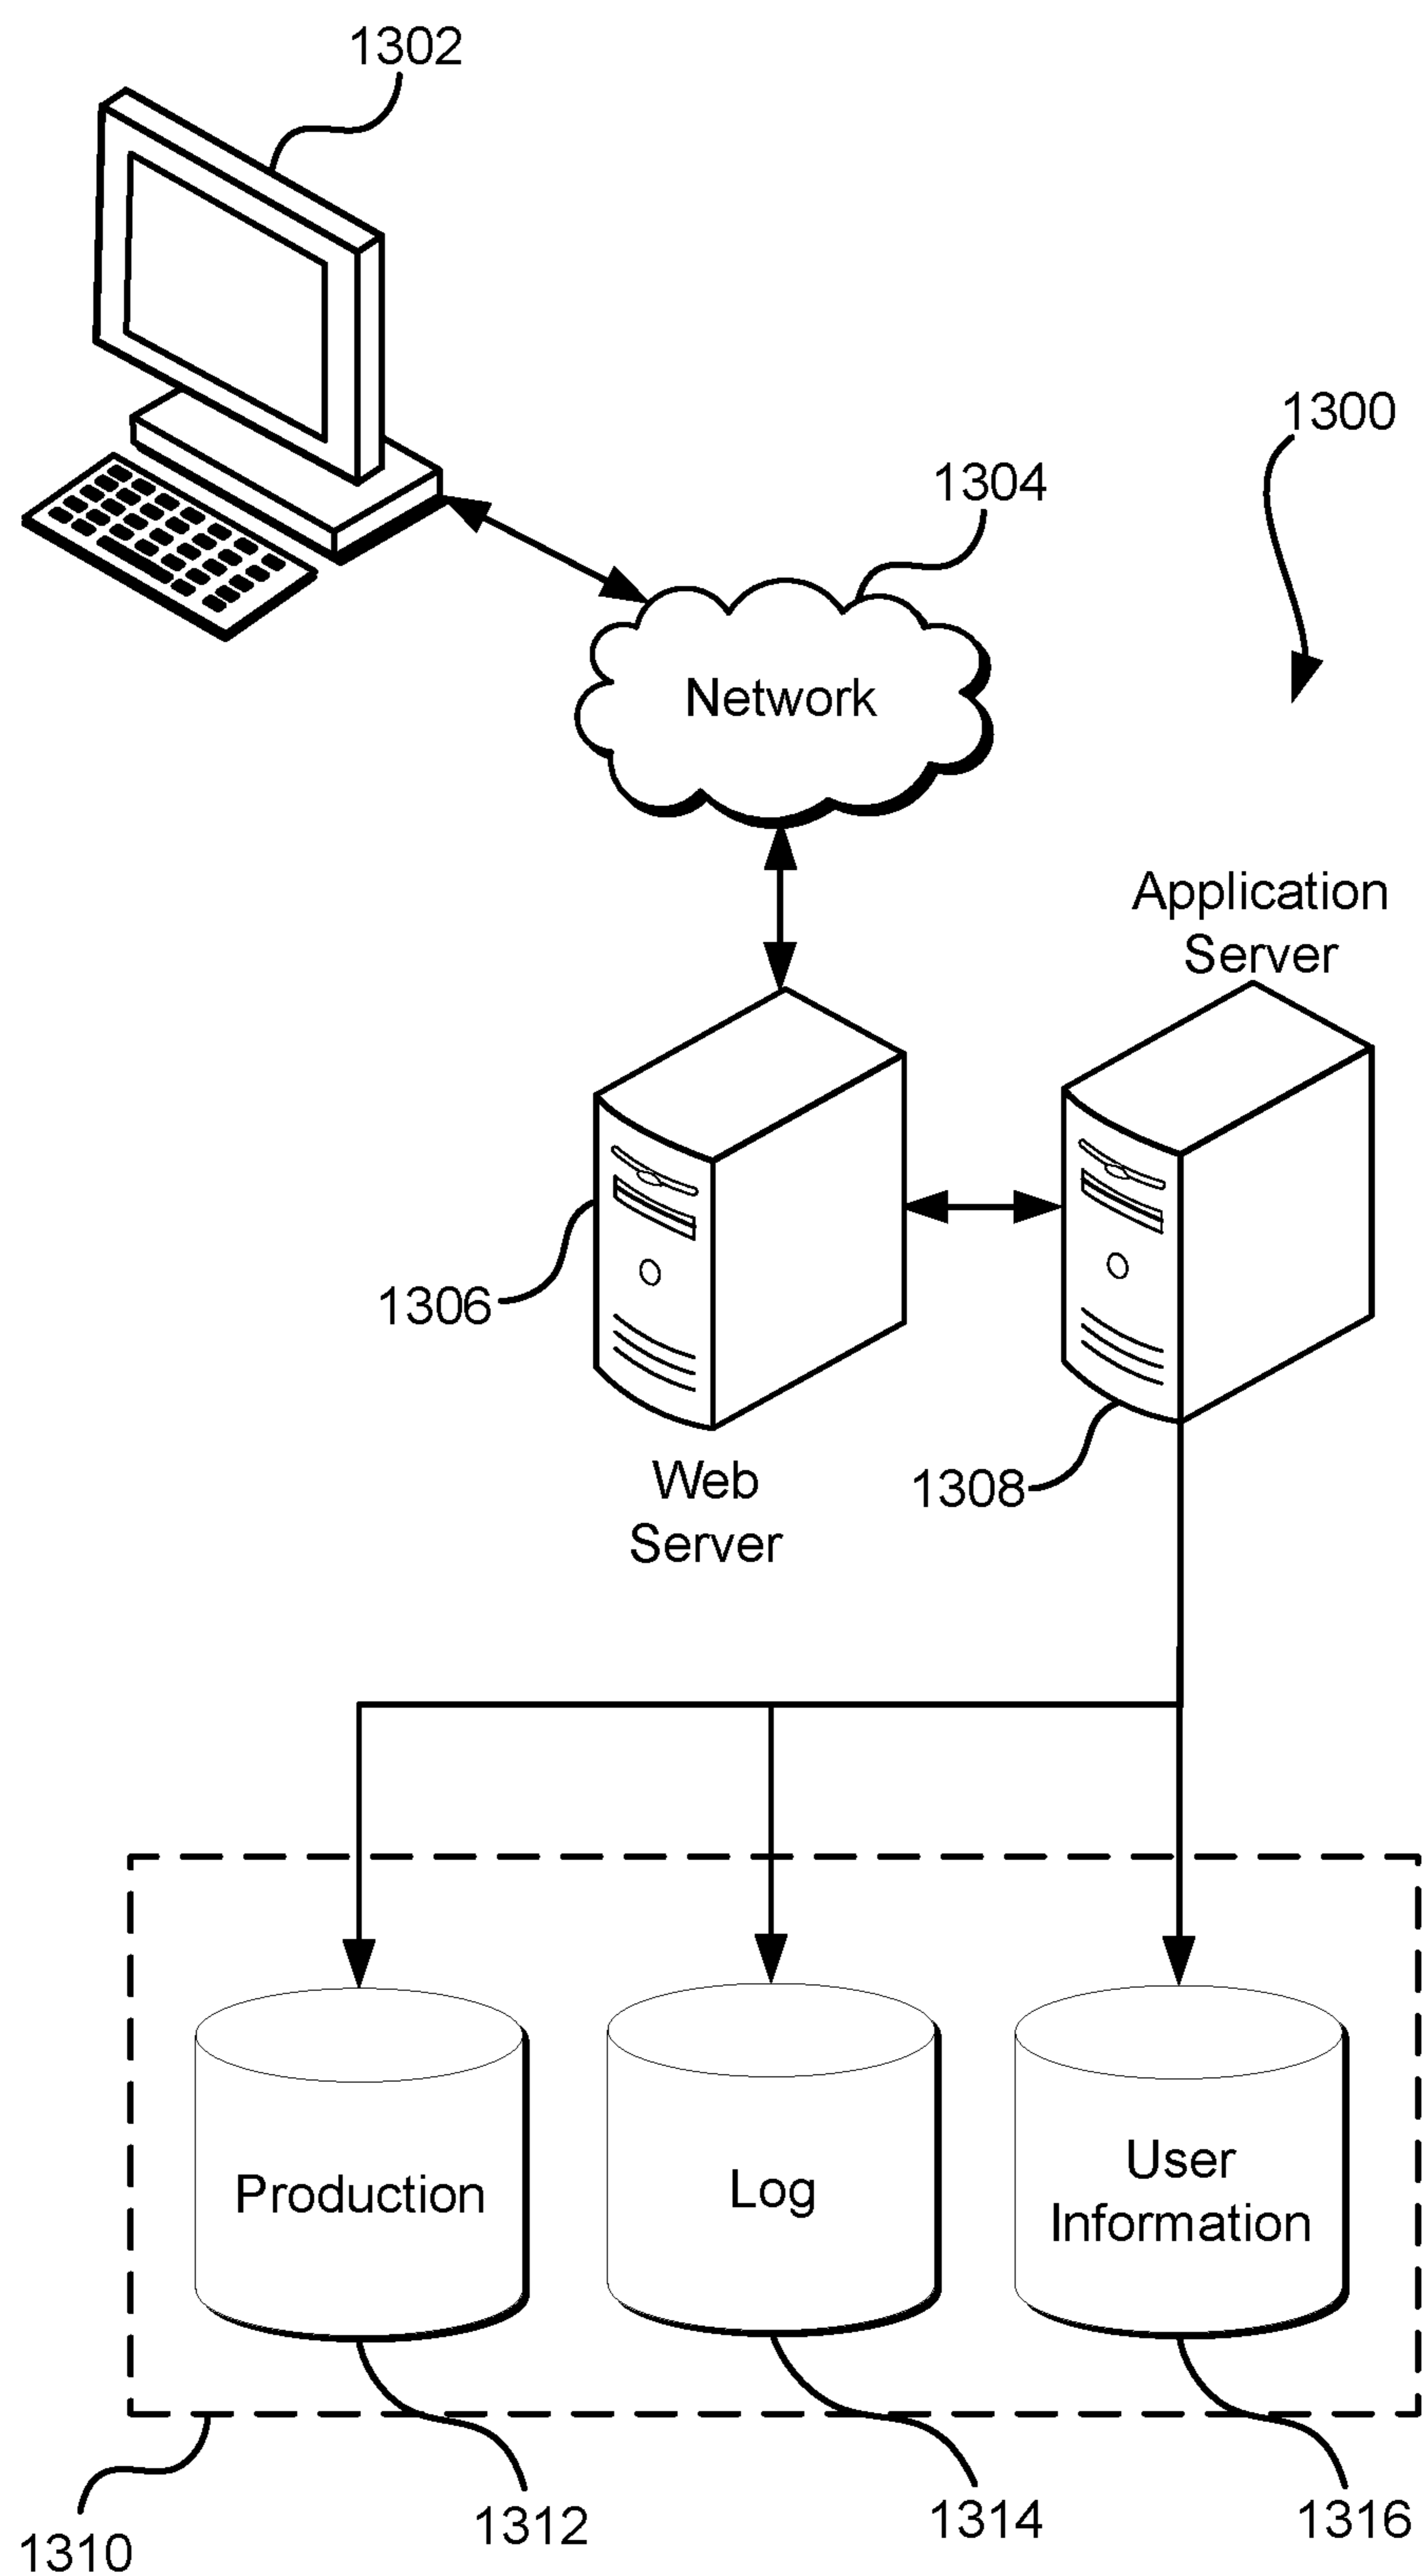 1302
1300
1304
Network
Application
Server
1306
1308
Web
Server
Production
Log
User
Information
1310
1312
1314
1316